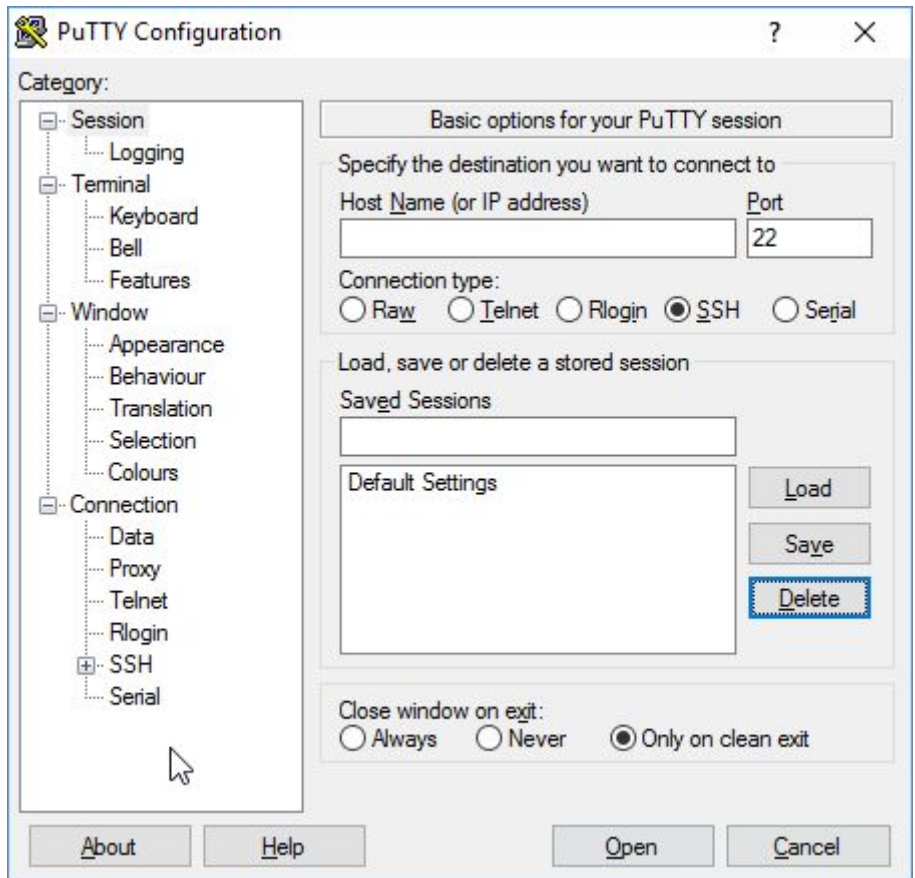 PuTTY Configuration
?
Category:
Session
Logging
Terminal
Keyboard
Bell
Features
Window
Appearance
Behaviour
Translation
Selection
Colours
Connection
Data
Proxy
Telnet
Rlogin
SSH
Serial
Basic options for your PuTTY session
Specify the destination you want to connect to
Host Name (or IP address) Port
22
Connection type:
Raw Telnet Rlogin SSH Serial
Load, save or delete a stored session
Saved Sessions
Default Settings
Load
Save
Delete
Close window on exit:
Always Never Only on clean exit
About Help Open Cancel